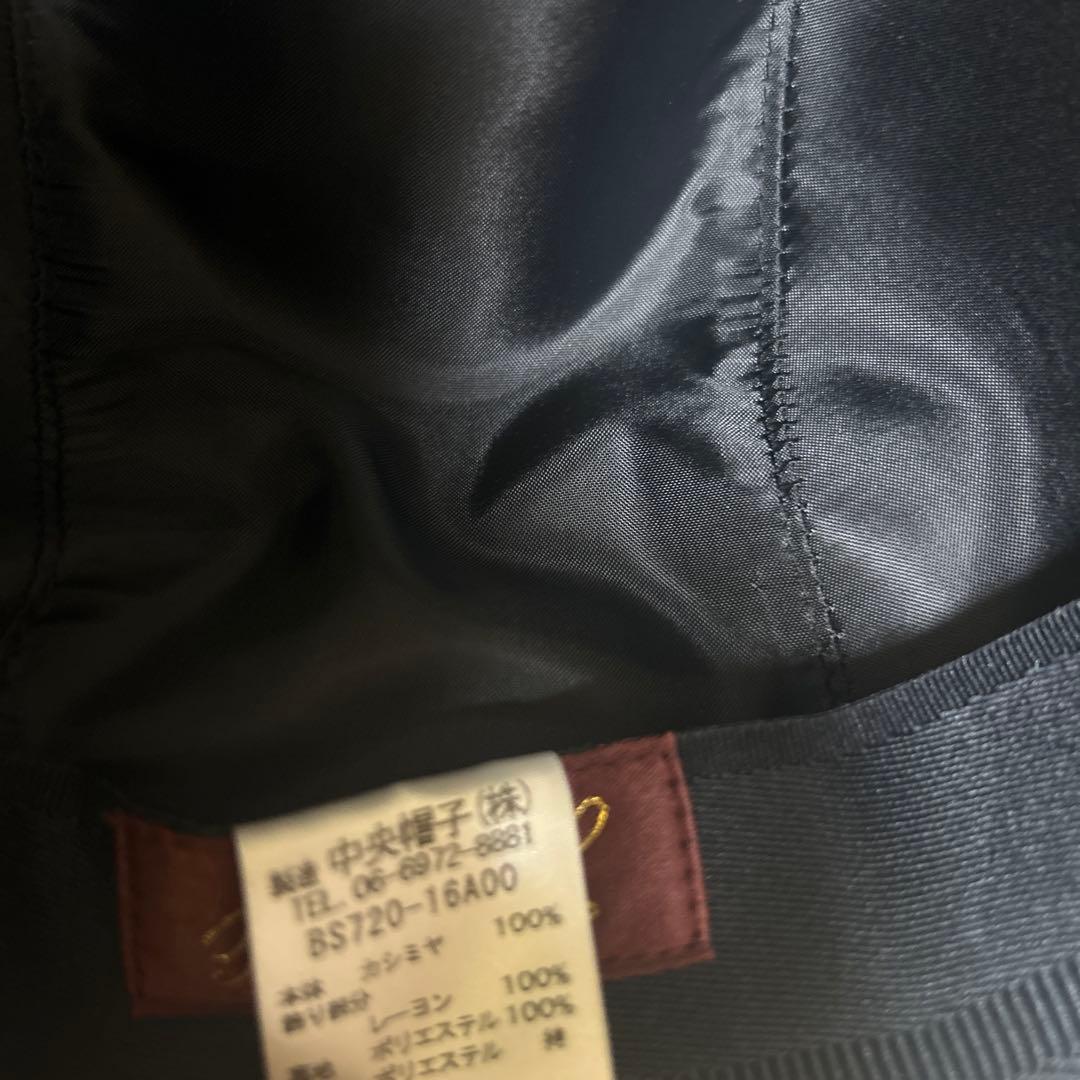 製造 中央帽子(株)
TEL. 06-6972-8881
BS720-16A00
本体 カシミヤ 100%
飾り部分
レーヨン 100%
ポリエステル 100%
ポリエステル